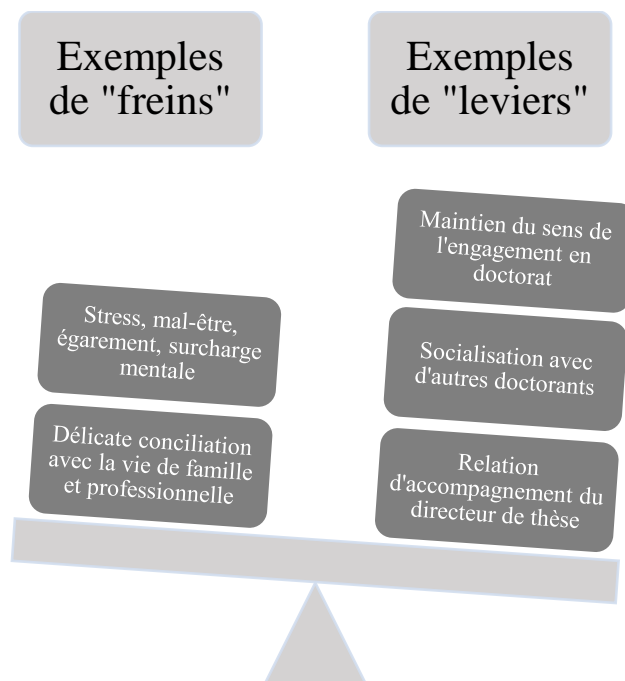 Exemples
de "freins"
Exemples
de "leviers"
Stress, mal-être,
égarement, surcharge
mentale
Délicate conciliation
avec la vie de famille
et professionnelle
Maintien du sens de
l'engagement en
doctorat
Socialisation avec
d'autres doctorants
Relation
d'accompagnement du
directeur de thèse